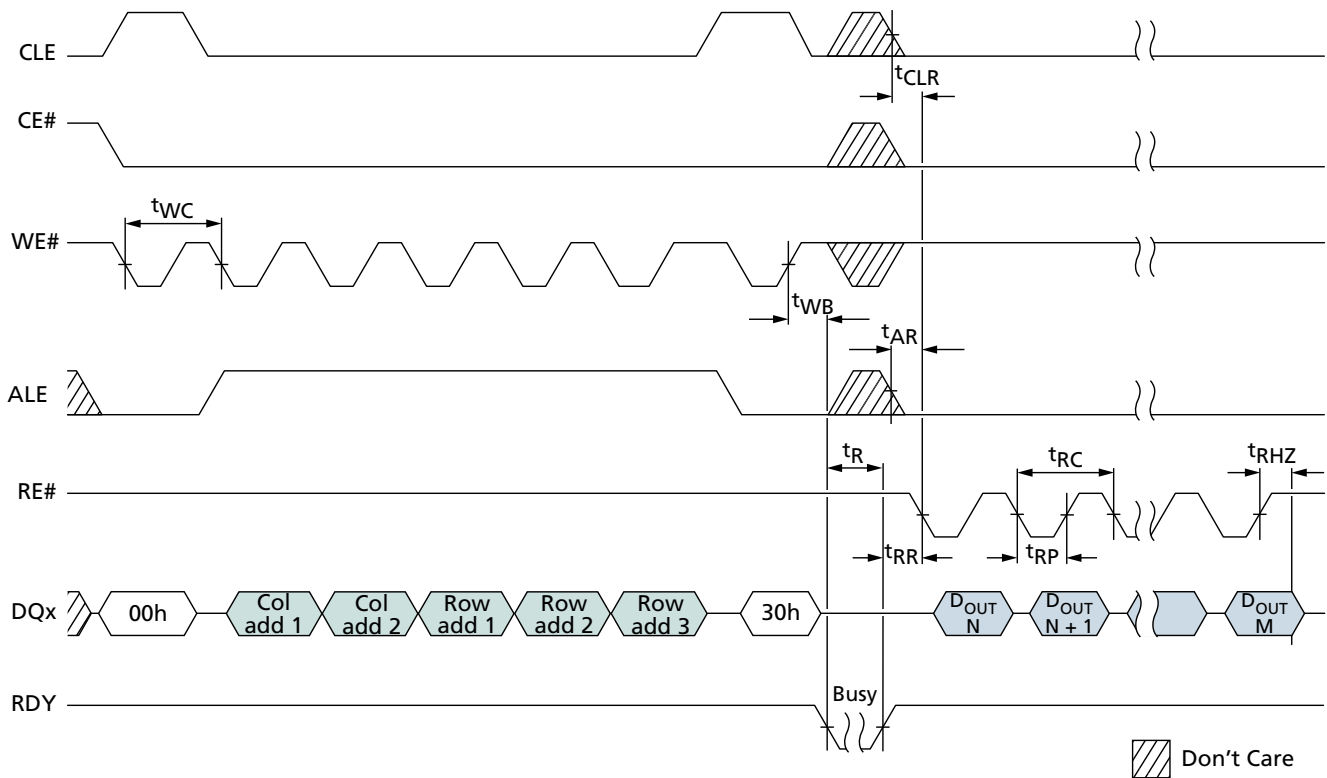 CLE
tCLR
CE#
tWC
WE#
tWB
tAR
ALE
tR
tRC
tRHZ
RE#
tRR
tRP
DQx
00h
Col
add 1
Col
add 2
Row
add 1
Row
add 2
Row
add 3
30h
DOUT
N
DOUT
N + 1
DOUT
M
RDY
Busy
Don't Care